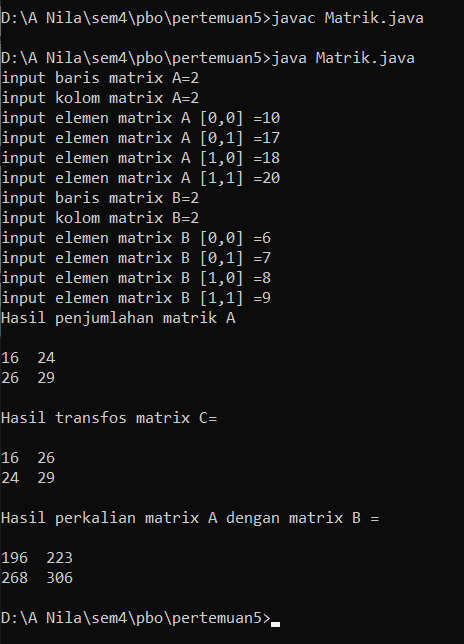 D:\A Nila\sem4\pbo\pertemuan5>javac Matrik.java
D:\A Nila\sem4\pbo\pertemuan5>java Matrik.java
input baris matrix A=2
input kolom matrix A=2
input elemen matrix A [0,0] =10
input elemen matrix A [0,1] =17
input elemen matrix A [1,0] =18
input elemen matrix A [1,1] =20
input baris matrix B=2
input kolom matrix B=2
input elemen matrix B [0,0] =6
input elemen matrix B [0,1] =7
input elemen matrix B [1,0] =8
input elemen matrix B [1,1] =9
Hasil penjumlahan matrik A
16  24
26  29
Hasil transfos matrix C=
16  26
24  29
Hasil perkalian matrix A dengan matrix B =
196  223
268  306
D:\A Nila\sem4\pbo\pertemuan5>